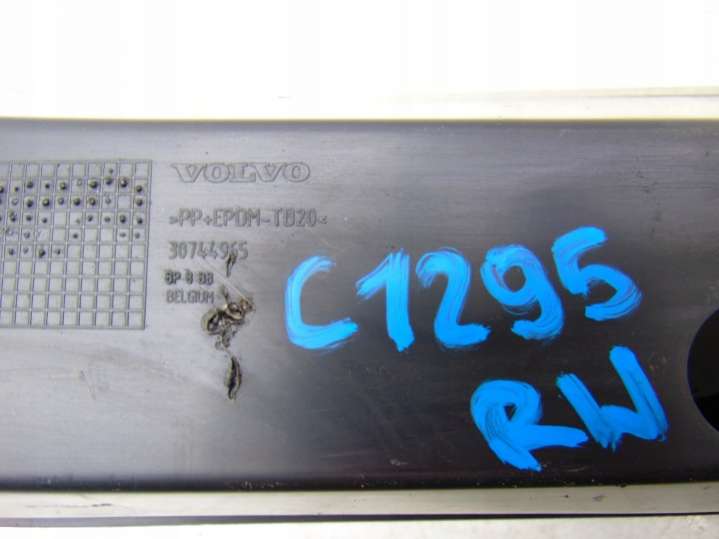 VOLVO
>PP+EPDM-TD20<
30744965
BELGIUM
C1295
RW